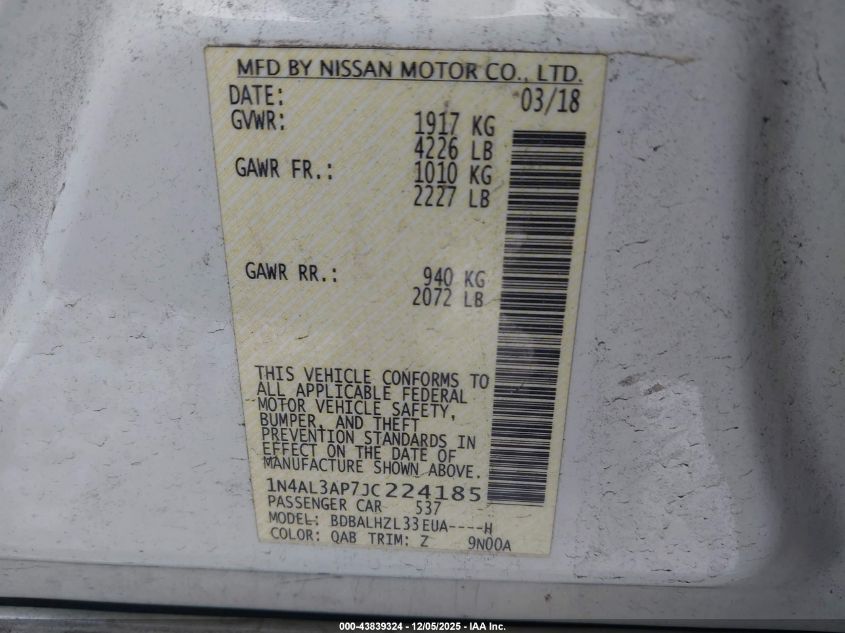 MFD BY NISSAN MOTOR CO., LTD.
DATE: 03/18
GVWR: 1917 KG
4226 LB
GAWR FR.: 1010 KG
2227 LB
GAWR RR.: 940 KG
2072 LB
THIS VEHICLE CONFORMS TO
ALL APPLICABLE FEDERAL
MOTOR VEHICLE SAFETY,
BUMPER, AND THEFT
PREVENTION STANDARDS IN
EFFECT ON THE DATE OF
MANUFACTURE SHOWN ABOVE.
1N4AL3AP7JC224185
PASSENGER CAR 537
MODEL: BDBALHZL33EUA----H
COLOR: QAB TRIM: Z 9N00A
000-43839324 - 12/05/2025 - IAA Inc.